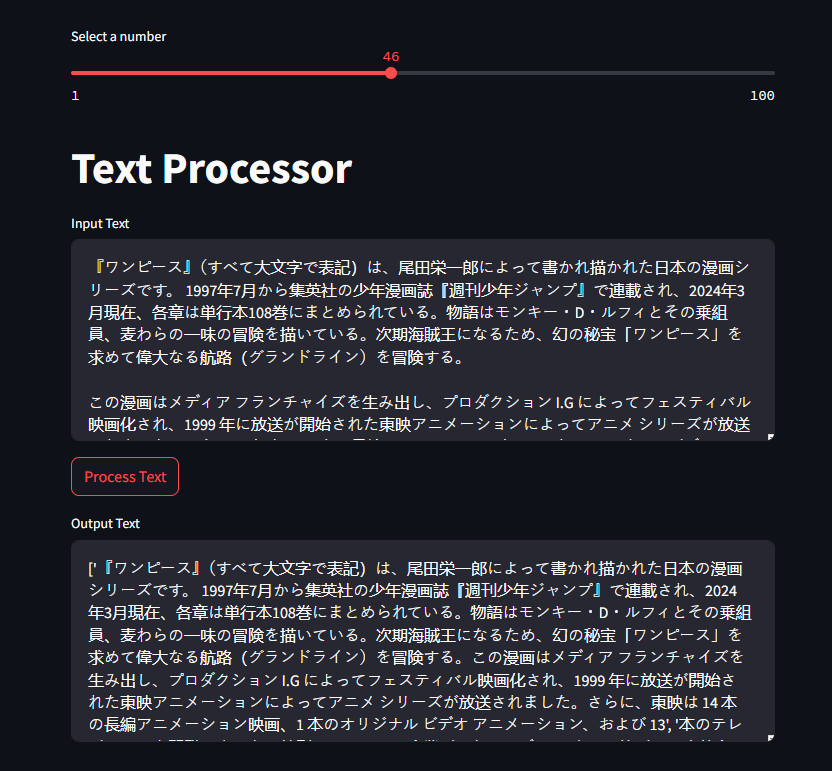 Select a number
46
1
100
Text Processor
Input Text
『ワンピース』（すべて大文字で表記）は、尾田栄一郎によって書かれ描かれた日本の漫画シ
リーズです。 1997年7月から集英社の少年漫画誌『週刊少年ジャンプ』で連載され、2024年3
月現在、各章は単行本108巻にまとめられている。物語はモンキー・D・ルフィとその乗組
員、麦わらの一味の冒険を描いている。次期海賊王になるため、幻の秘宝「ワンピース」を
求めて偉大なる航路（グランドライン）を冒険する。
この漫画はメディア フランチャイズを生み出し、プロダクション I.G によってフェスティバル
映画化され、1999 年に放送が開始された東映アニメーションによってアニメ シリーズが放送
Process Text
Output Text
['『ワンピース』（すべて大文字で表記）は、尾田栄一郎によって書かれ描かれた日本の漫画
シリーズです。 1997年7月から集英社の少年漫画誌『週刊少年ジャンプ』で連載され、2024
年3月現在、各章は単行本108巻にまとめられている。物語はモンキー・D・ルフィとその乗組
員、麦わらの一味の冒険を描いている。次期海賊王になるため、幻の秘宝「ワンピース」を
求めて偉大なる航路（グランドライン）を冒険する。この漫画はメディア フランチャイズを
生み出し、プロダクション I.G によってフェスティバル映画化され、1999 年に放送が開始さ
れた東映アニメーションによってアニメ シリーズが放送されました。さらに、東映は 14 本
の長編アニメーション映画、1 本のオリジナル ビデオ アニメーション、および 13', '本のテレ